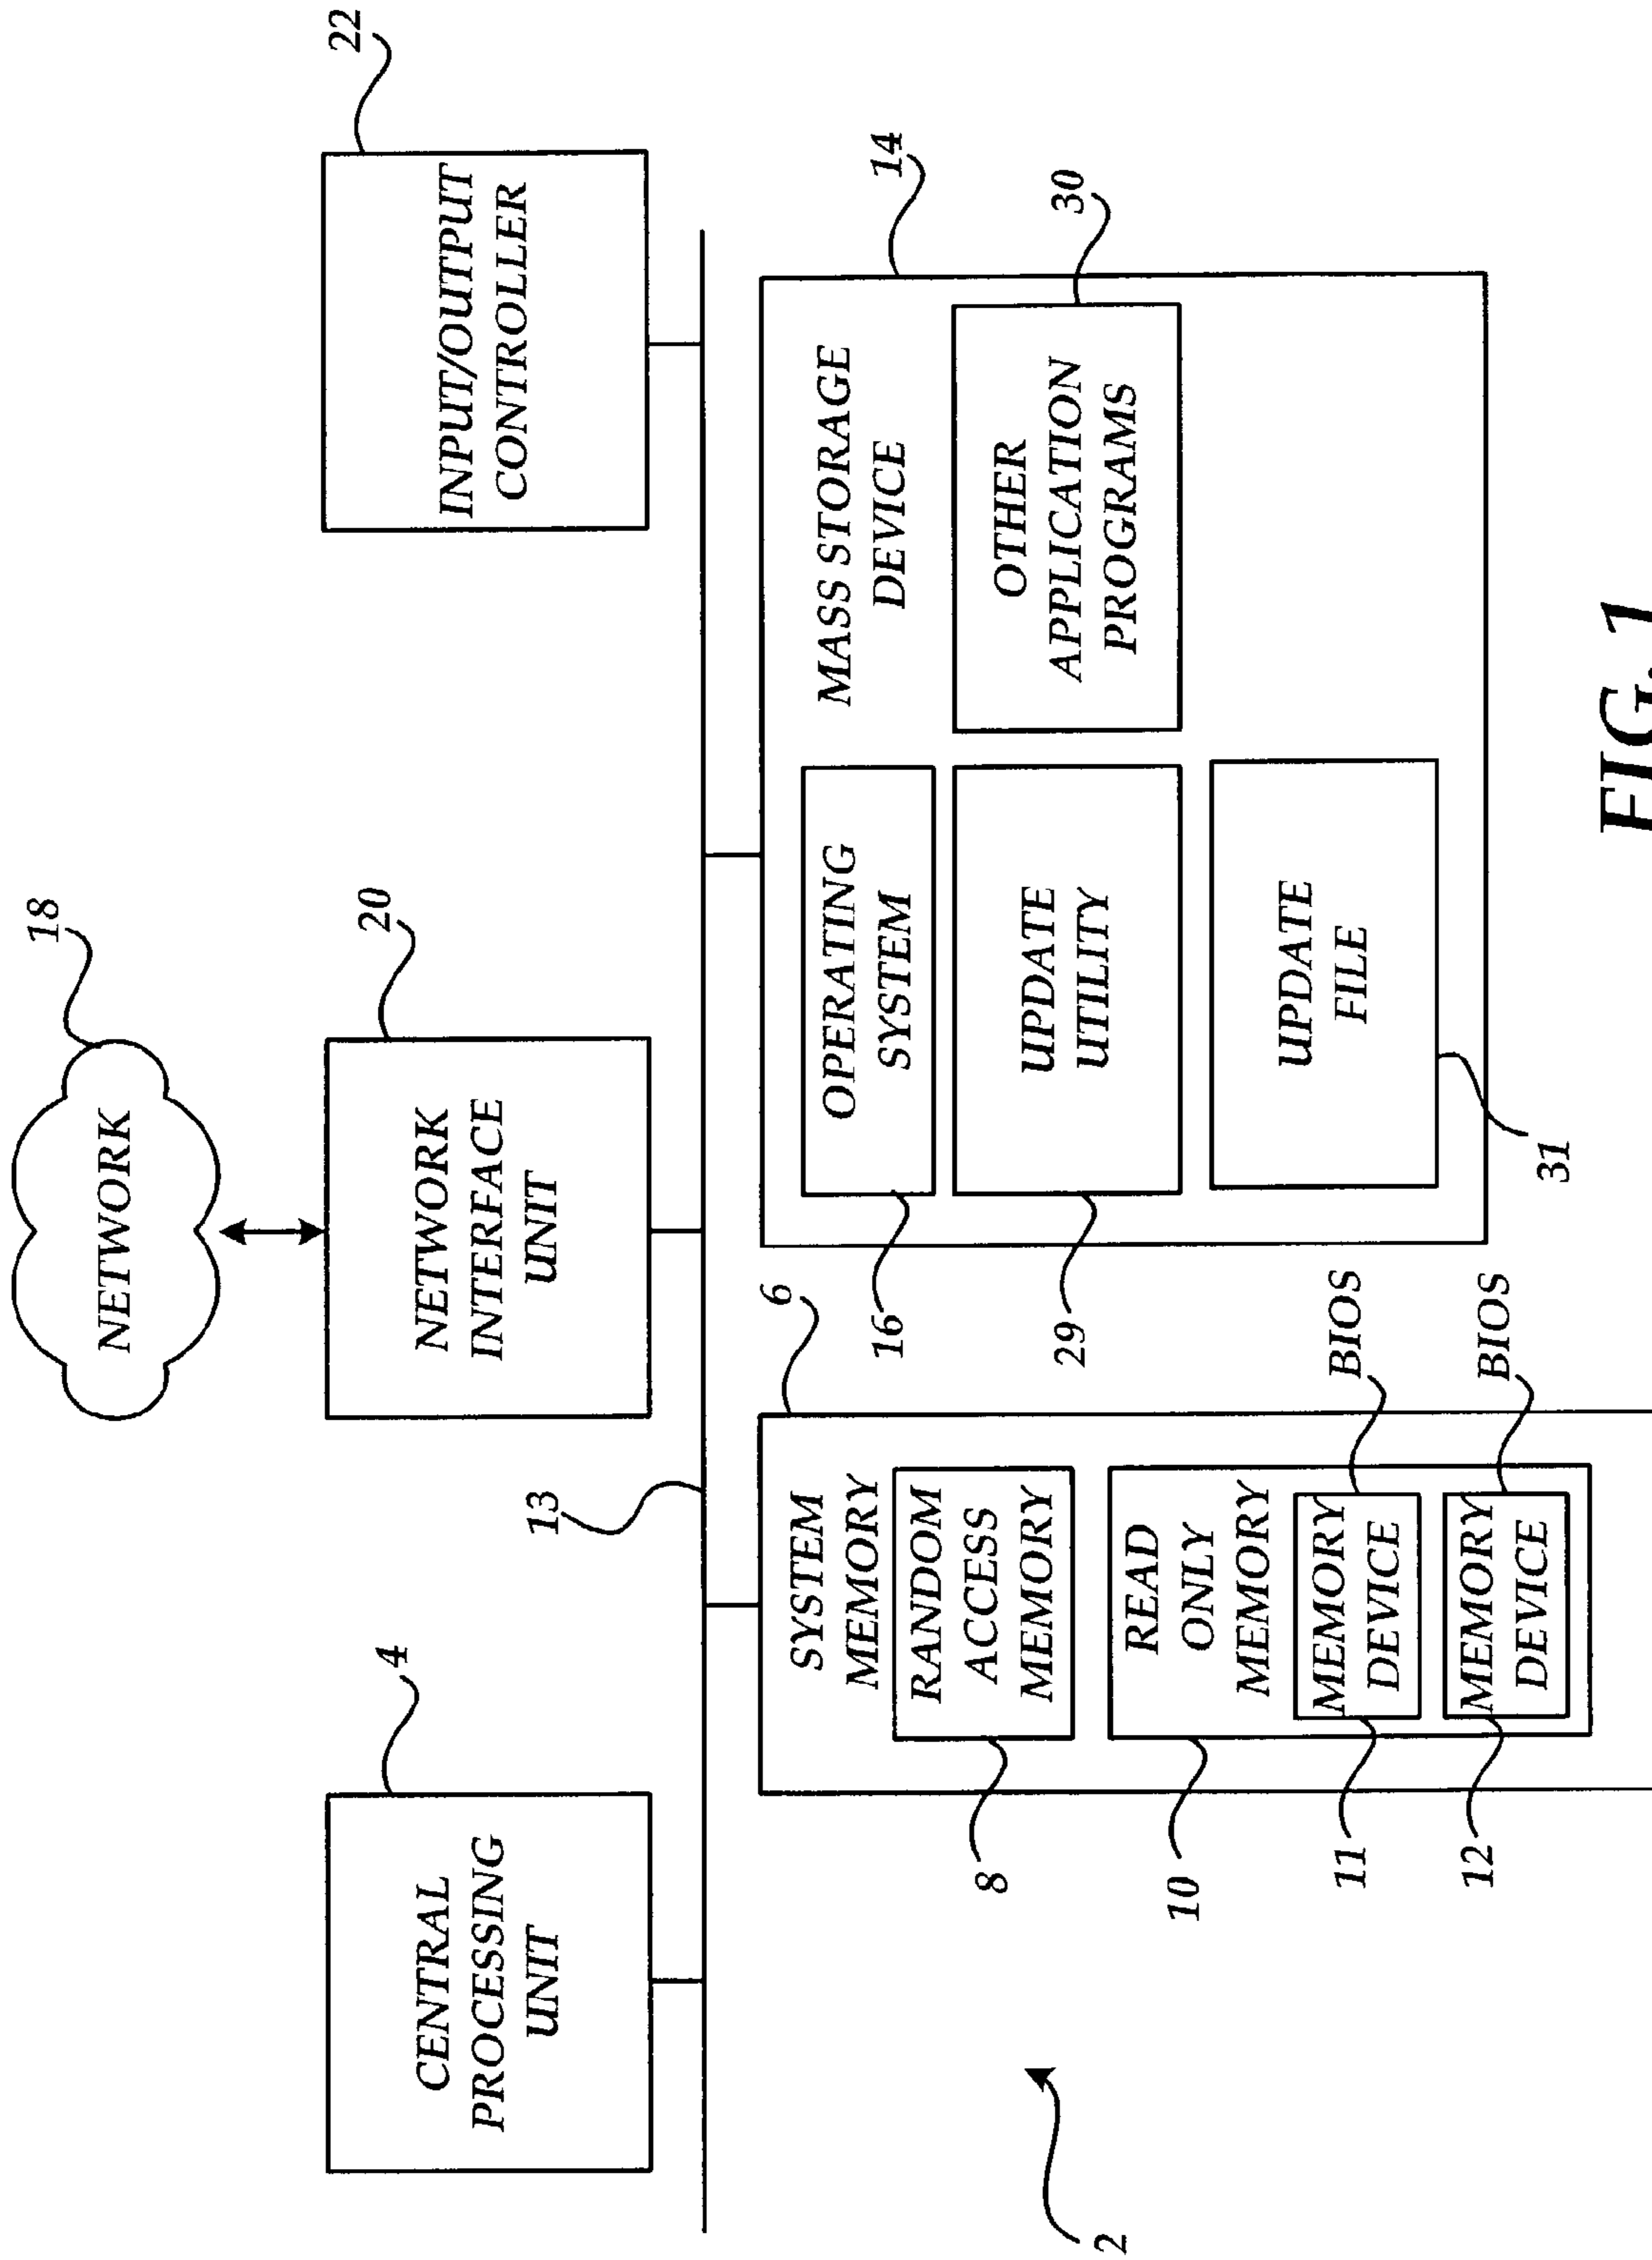 18
NETWORK
4
20
22
CENTRAL
PROCESSING
UNIT
NETWORK
INTERFACE
UNIT
INPUT/OUTPUT
CONTROLLER
13
6
14
SYSTEM
MEMORY
RANDOM
ACCESS
MEMORY
8
READ
ONLY
MEMORY
10
MEMORY
DEVICE
11
BIOS
MEMORY
DEVICE
12
BIOS
MASS STORAGE
DEVICE
OPERATING
SYSTEM
16
UPDATE
UTILITY
29
OTHER
APPLICATION
PROGRAMS
30
UPDATE
FILE
31
2
FIG. 1